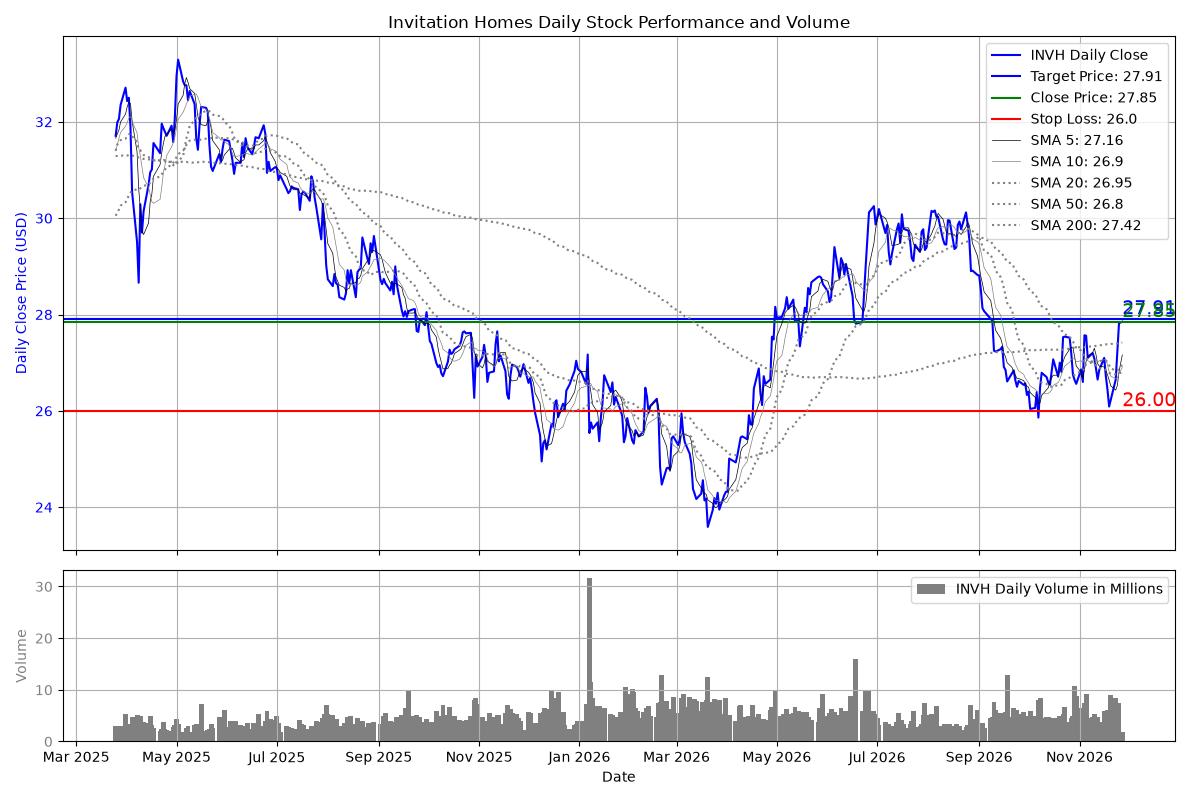 Invitation Homes Daily Stock Performance and Volume
INVH Daily Close
Target Price: 27.91
Close Price: 27.85
Stop Loss: 26.0
SMA 5: 27.16
SMA 10: 26.9
SMA 20: 26.95
SMA 50: 26.8
SMA 200: 27.42
Daily Close Price (USD)
32
30
28
26
24
27.91
27.85
26.00
INVH Daily Volume in Millions
Volume
30
20
10
0
Mar 2025 May 2025 Jul 2025 Sep 2025 Nov 2025 Jan 2026 Mar 2026 May 2026 Jul 2026 Sep 2026 Nov 2026
Date